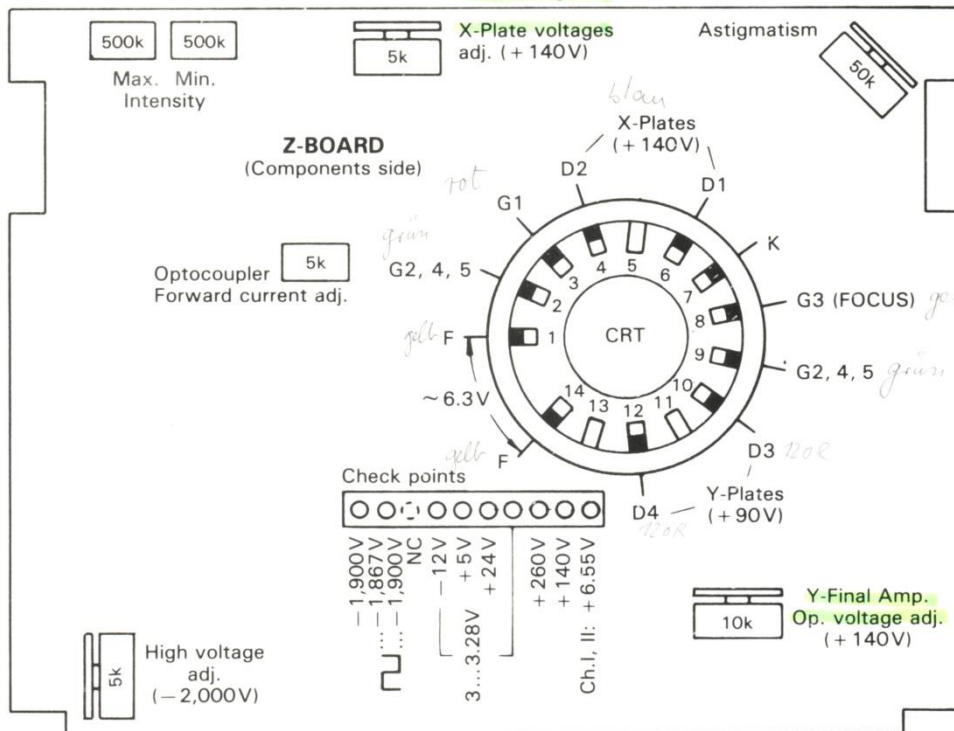 500k 500k
Max. Min.
Intensity
5k
X-Plate voltages
adj. (+140V)
Astigmatism
50k
Z-BOARD
(Components side)
blau
X-Plates
(+140V)
D2
D1
rot
G1
K
grün
G2, 4, 5
Optocoupler 5k
Forward current adj.
G3 (FOCUS)
gelb F
G2, 4, 5 grün
CRT
1
2
3
4
5
6
7
8
9
10
11
12
13
14
~6.3V
gelb F
D3 120R
Y-Plates
(+90V)
D4
120R
Check points
−1,900V
−1,867V
...−1,900V
NC
−12V
+5V
+24V
3...3.28V
+260V
+140V
Ch.I, II: +6.55V
10k
Y-Final Amp.
Op. voltage adj.
(+140V)
5k
High voltage
adj.
(−2,000V)